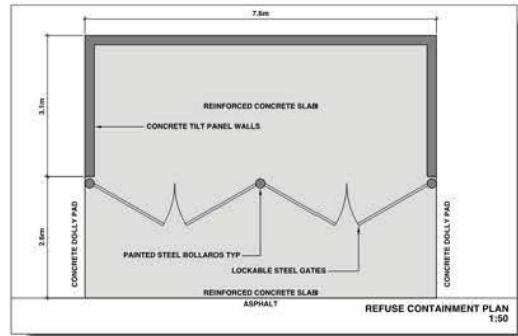 7.6m
3.1m
REINFORCED CONCRETE SLAB
CONCRETE TILT PANEL WALLS
2.6m
CONCRETE DOLLY PAD
CONCRETE DOLLY PAD
PAINTED STEEL BOLLARDS TYP
LOCKABLE STEEL GATIES
REINFORCED CONCRETE SLAB
ASPHALT
REFUSE CONTAINMENT PLAN
1:50